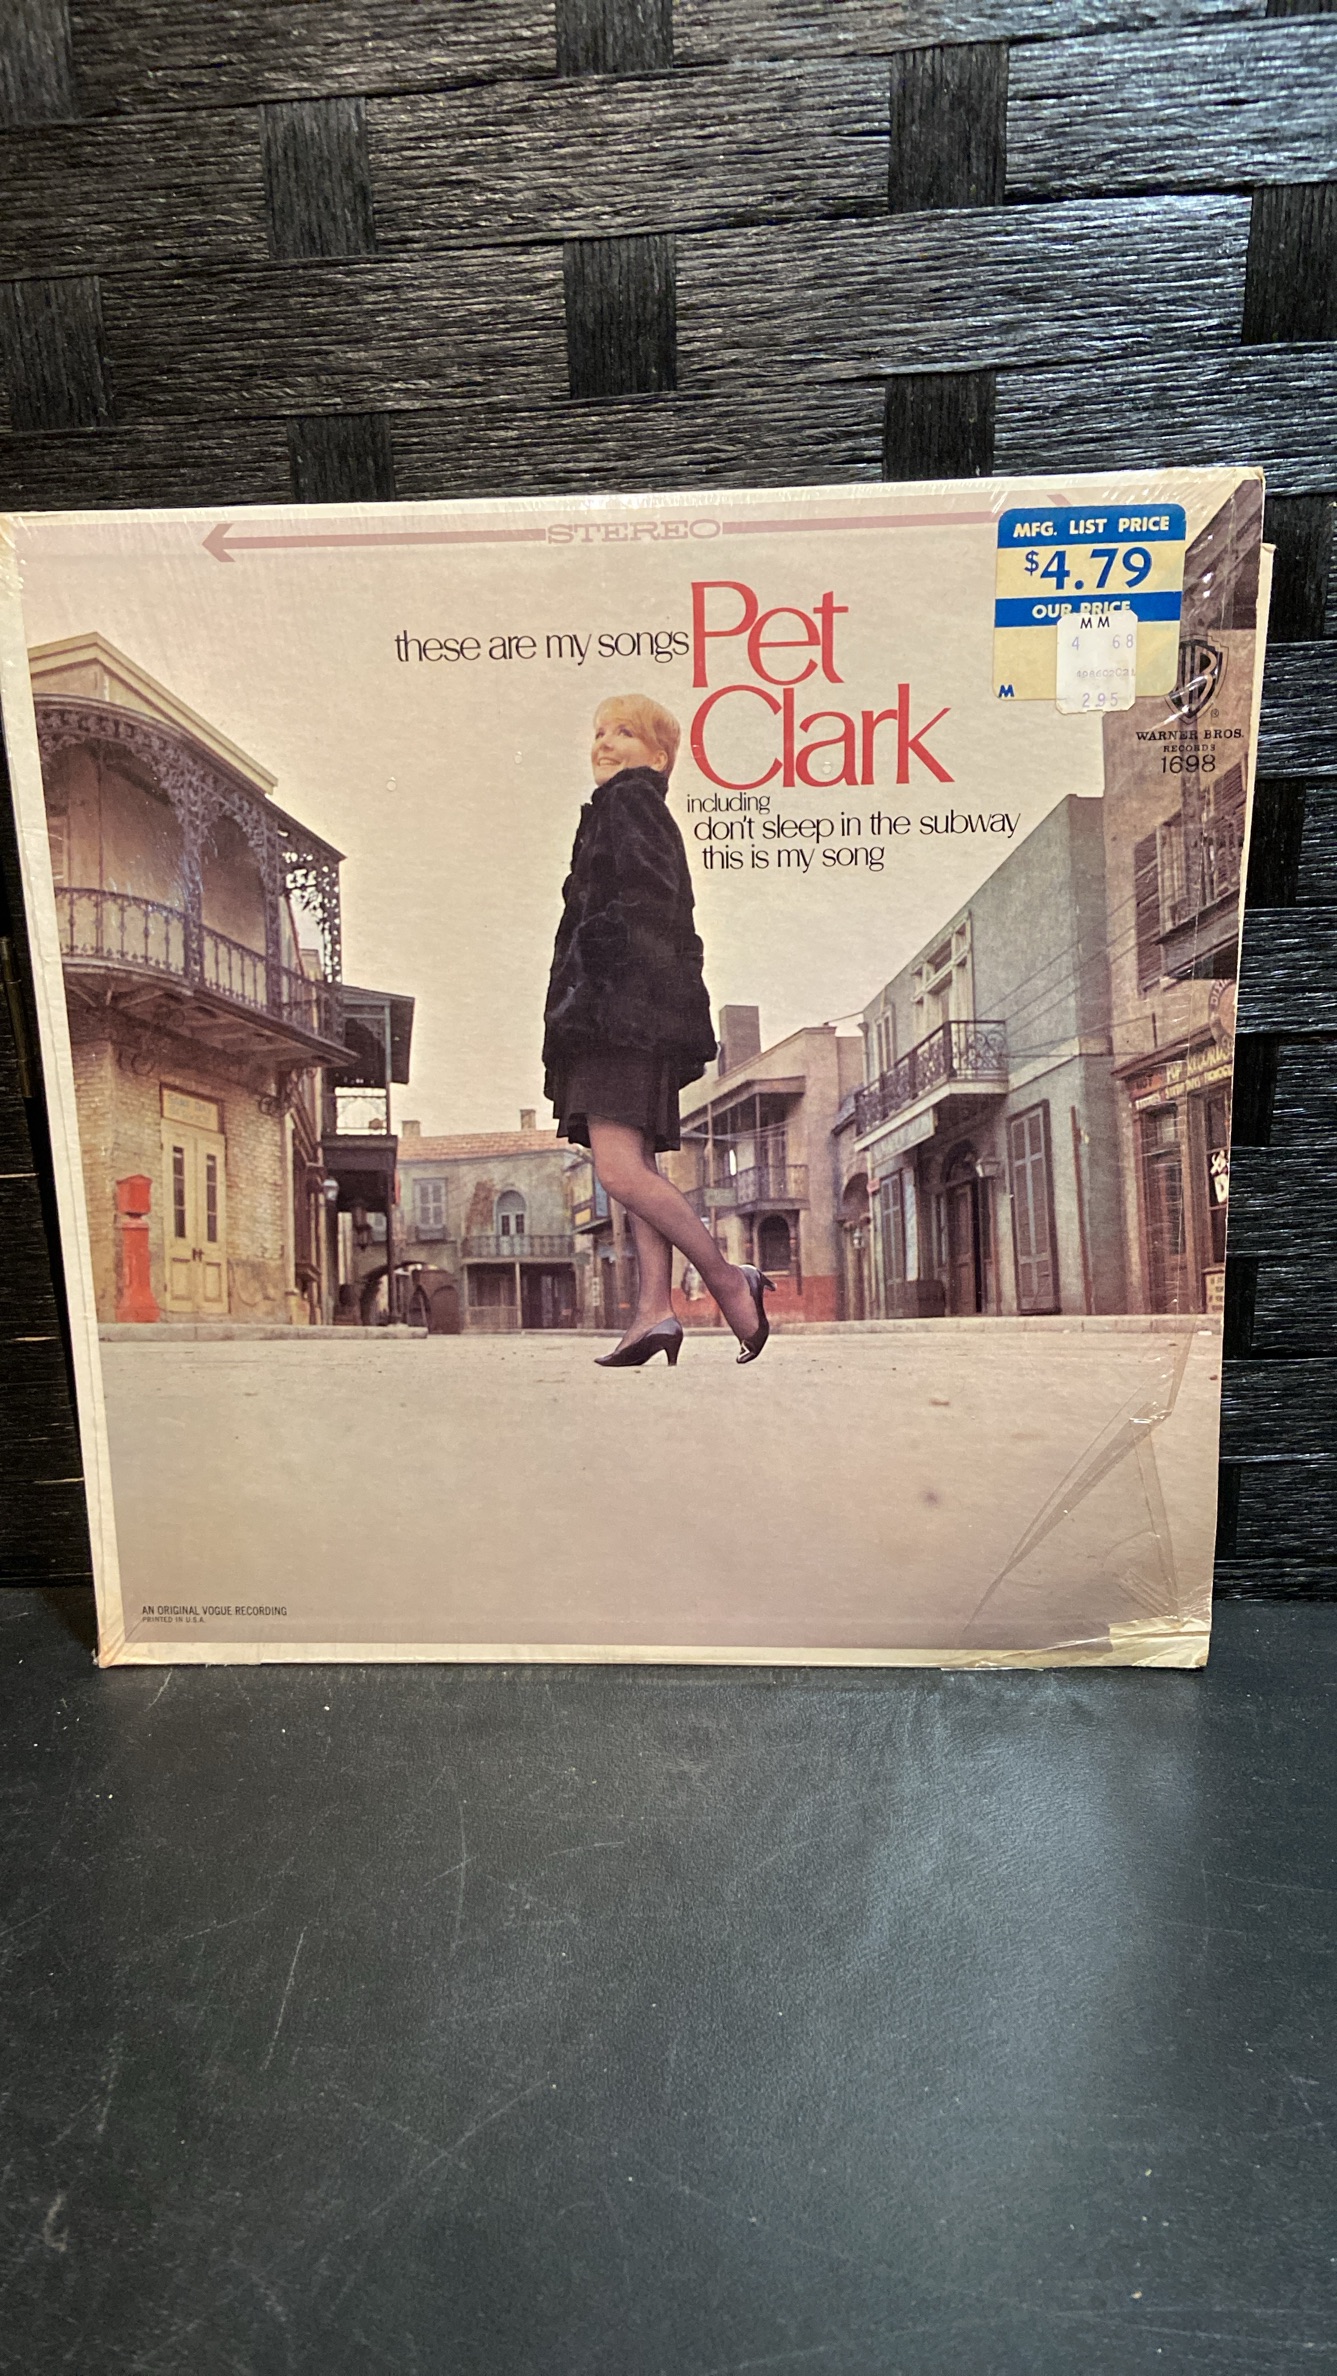 STEREO
MFG. LIST PRICE
$4.79
OUR PRICE
MM
4 68
2.95
M
these are my songs
Pet
Clark
including
don't sleep in the subway
this is my song
WARNER BROS.
RECORDS
1698
AN ORIGINAL VOGUE RECORDING
PRINTED IN U.S.A.